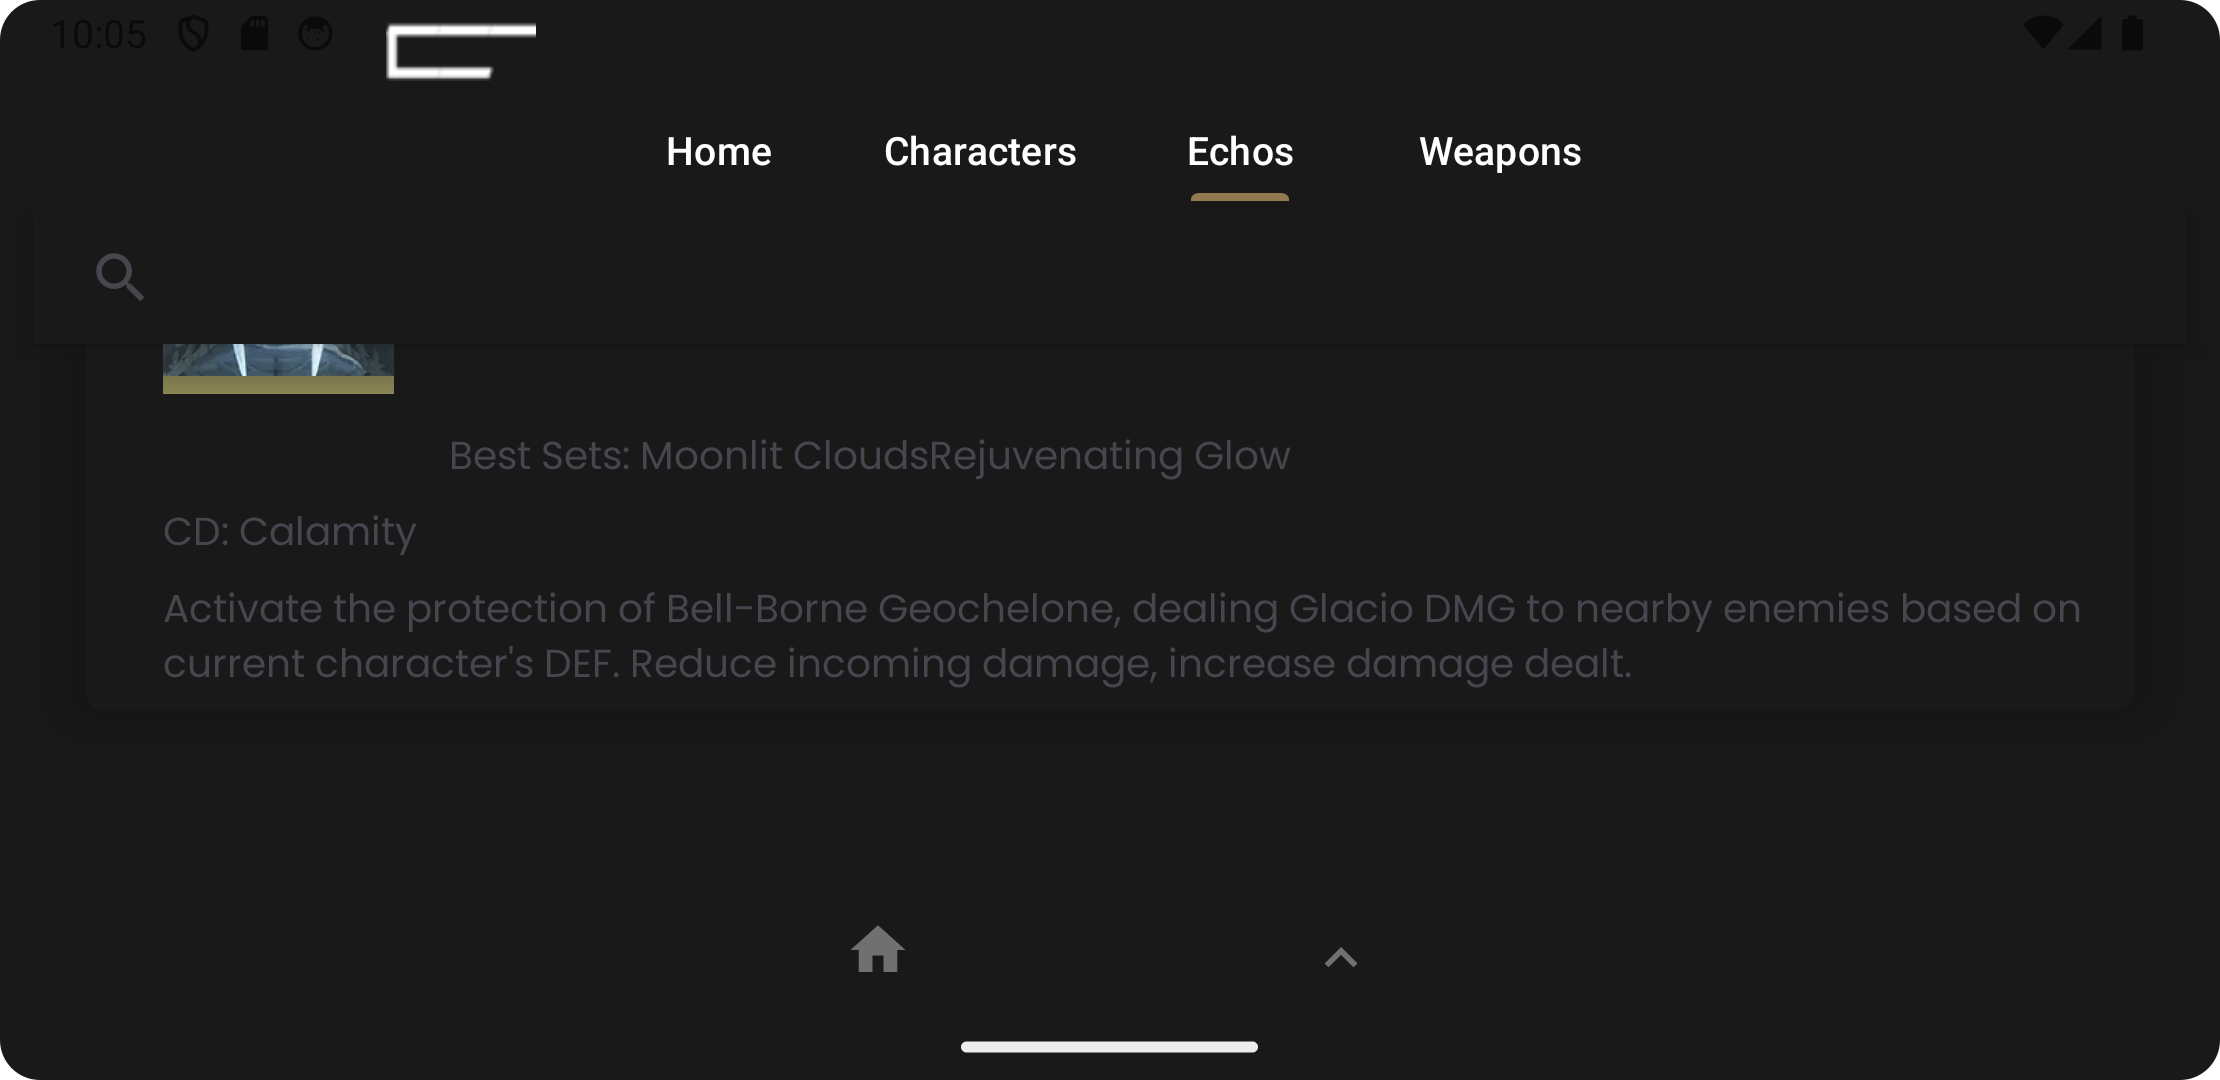 10:05
Home Characters Echos Weapons
Best Sets: Moonlit CloudsRejuvenating Glow
CD: Calamity
Activate the protection of Bell-Borne Geochelone, dealing Glacio DMG to nearby enemies based on
current character's DEF. Reduce incoming damage, increase damage dealt.